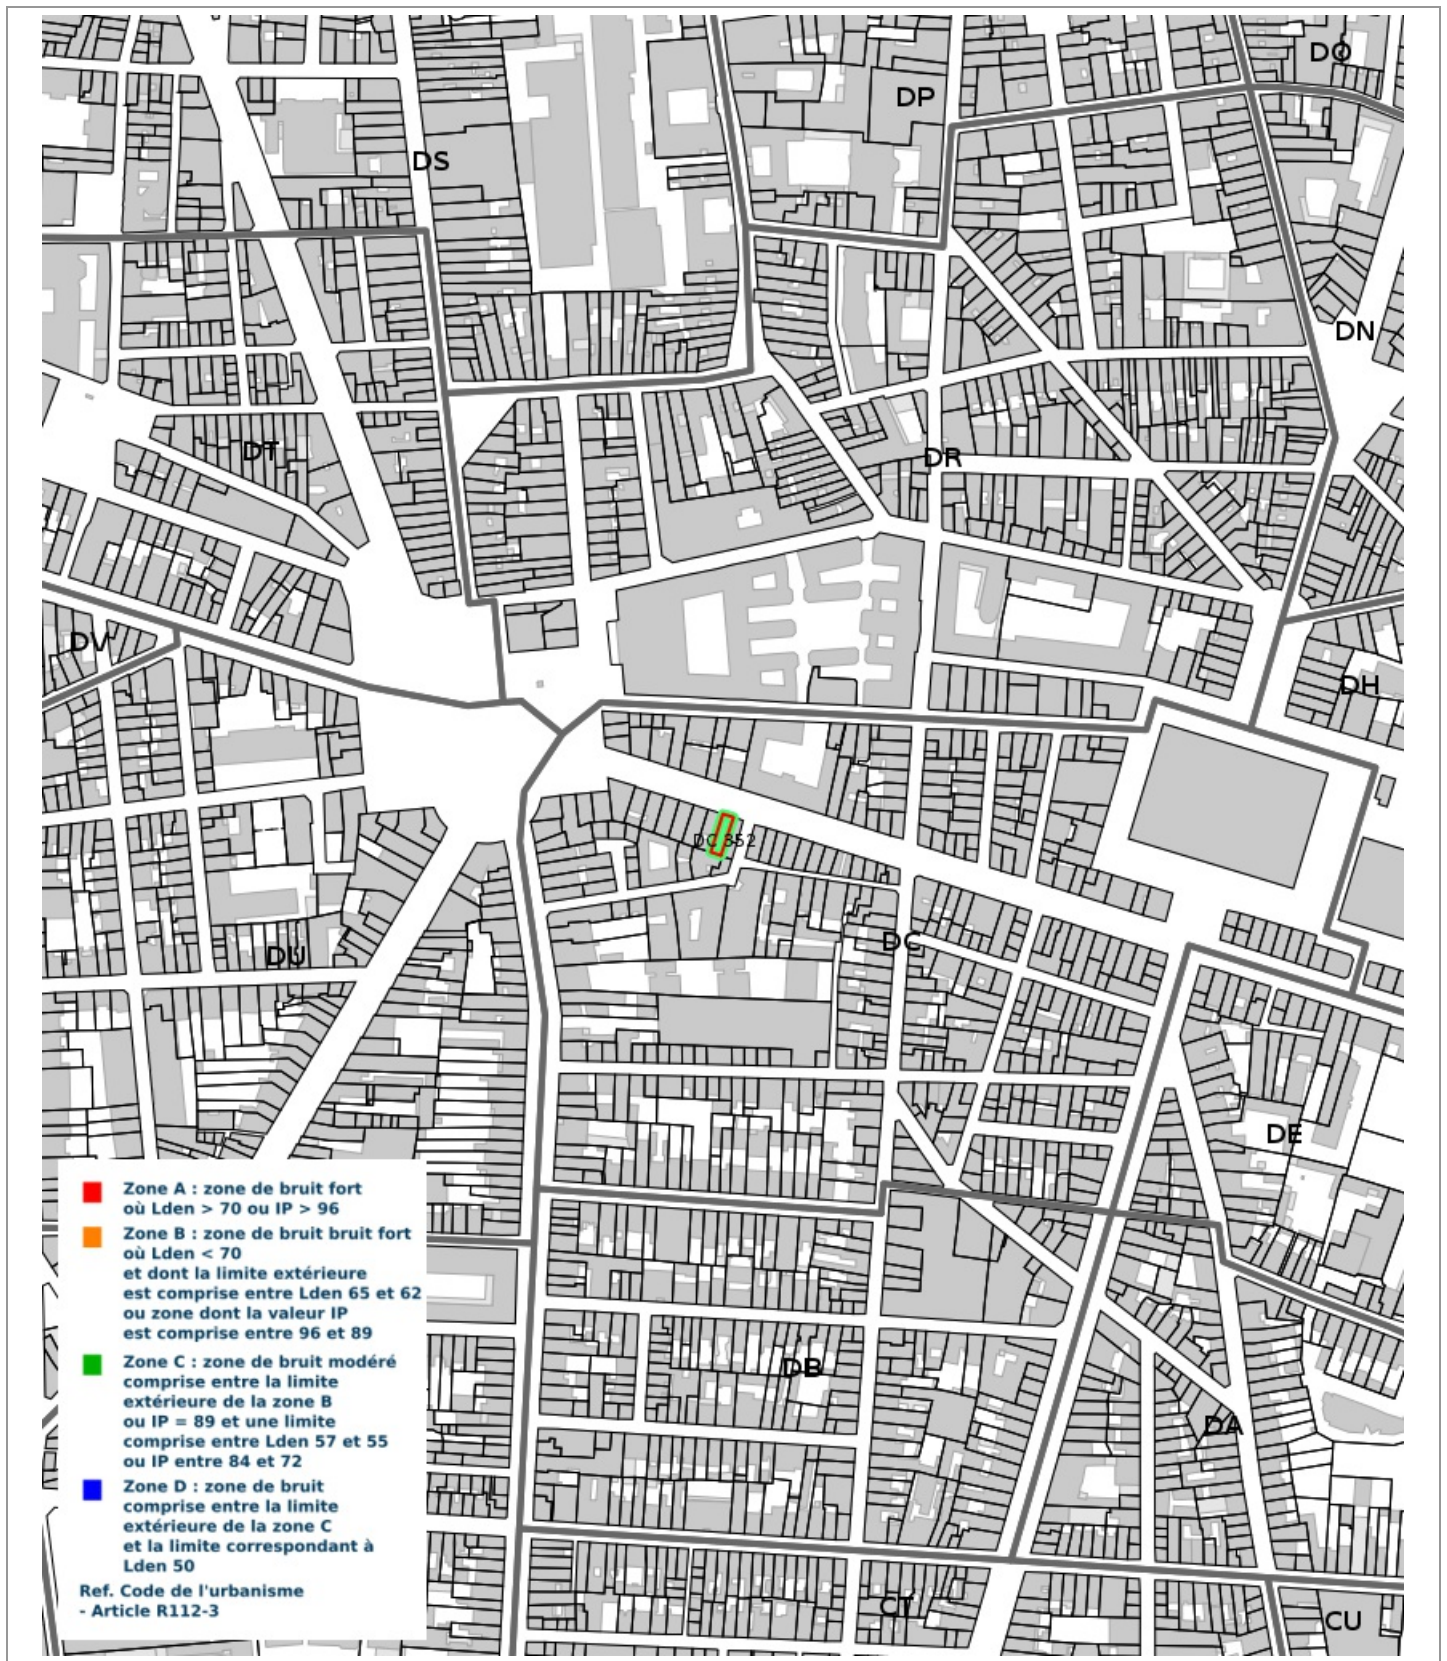 DO
DP
DS
DN
DT
DR
DV
DH
DC 352
DC
DU
DE
DB
DA
CT
CU
Zone A : zone de bruit fort
où Lden > 70 ou IP > 96
Zone B : zone de bruit bruit fort
où Lden < 70
et dont la limite extérieure
est comprise entre Lden 65 et 62
ou zone dont la valeur IP
est comprise entre 96 et 89
Zone C : zone de bruit modéré
comprise entre la limite
extérieure de la zone B
ou IP = 89 et une limite
comprise entre Lden 57 et 55
ou IP entre 84 et 72
Zone D : zone de bruit
comprise entre la limite
extérieure de la zone C
et la limite correspondant à
Lden 50
Ref. Code de l'urbanisme
- Article R112-3